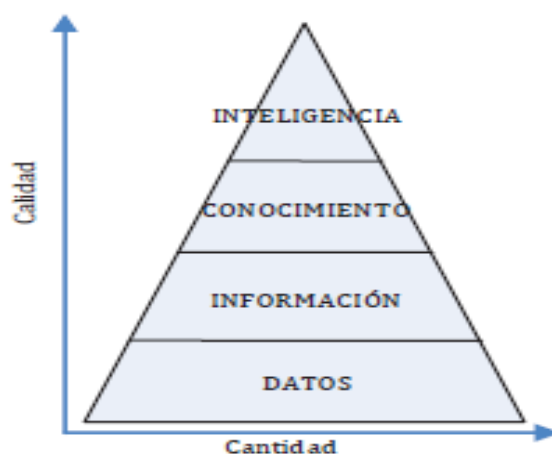 INTELIGENCIA
Calidad
CONOCIMIENTO
INFORMACIÓN
DATOS
Cantidad